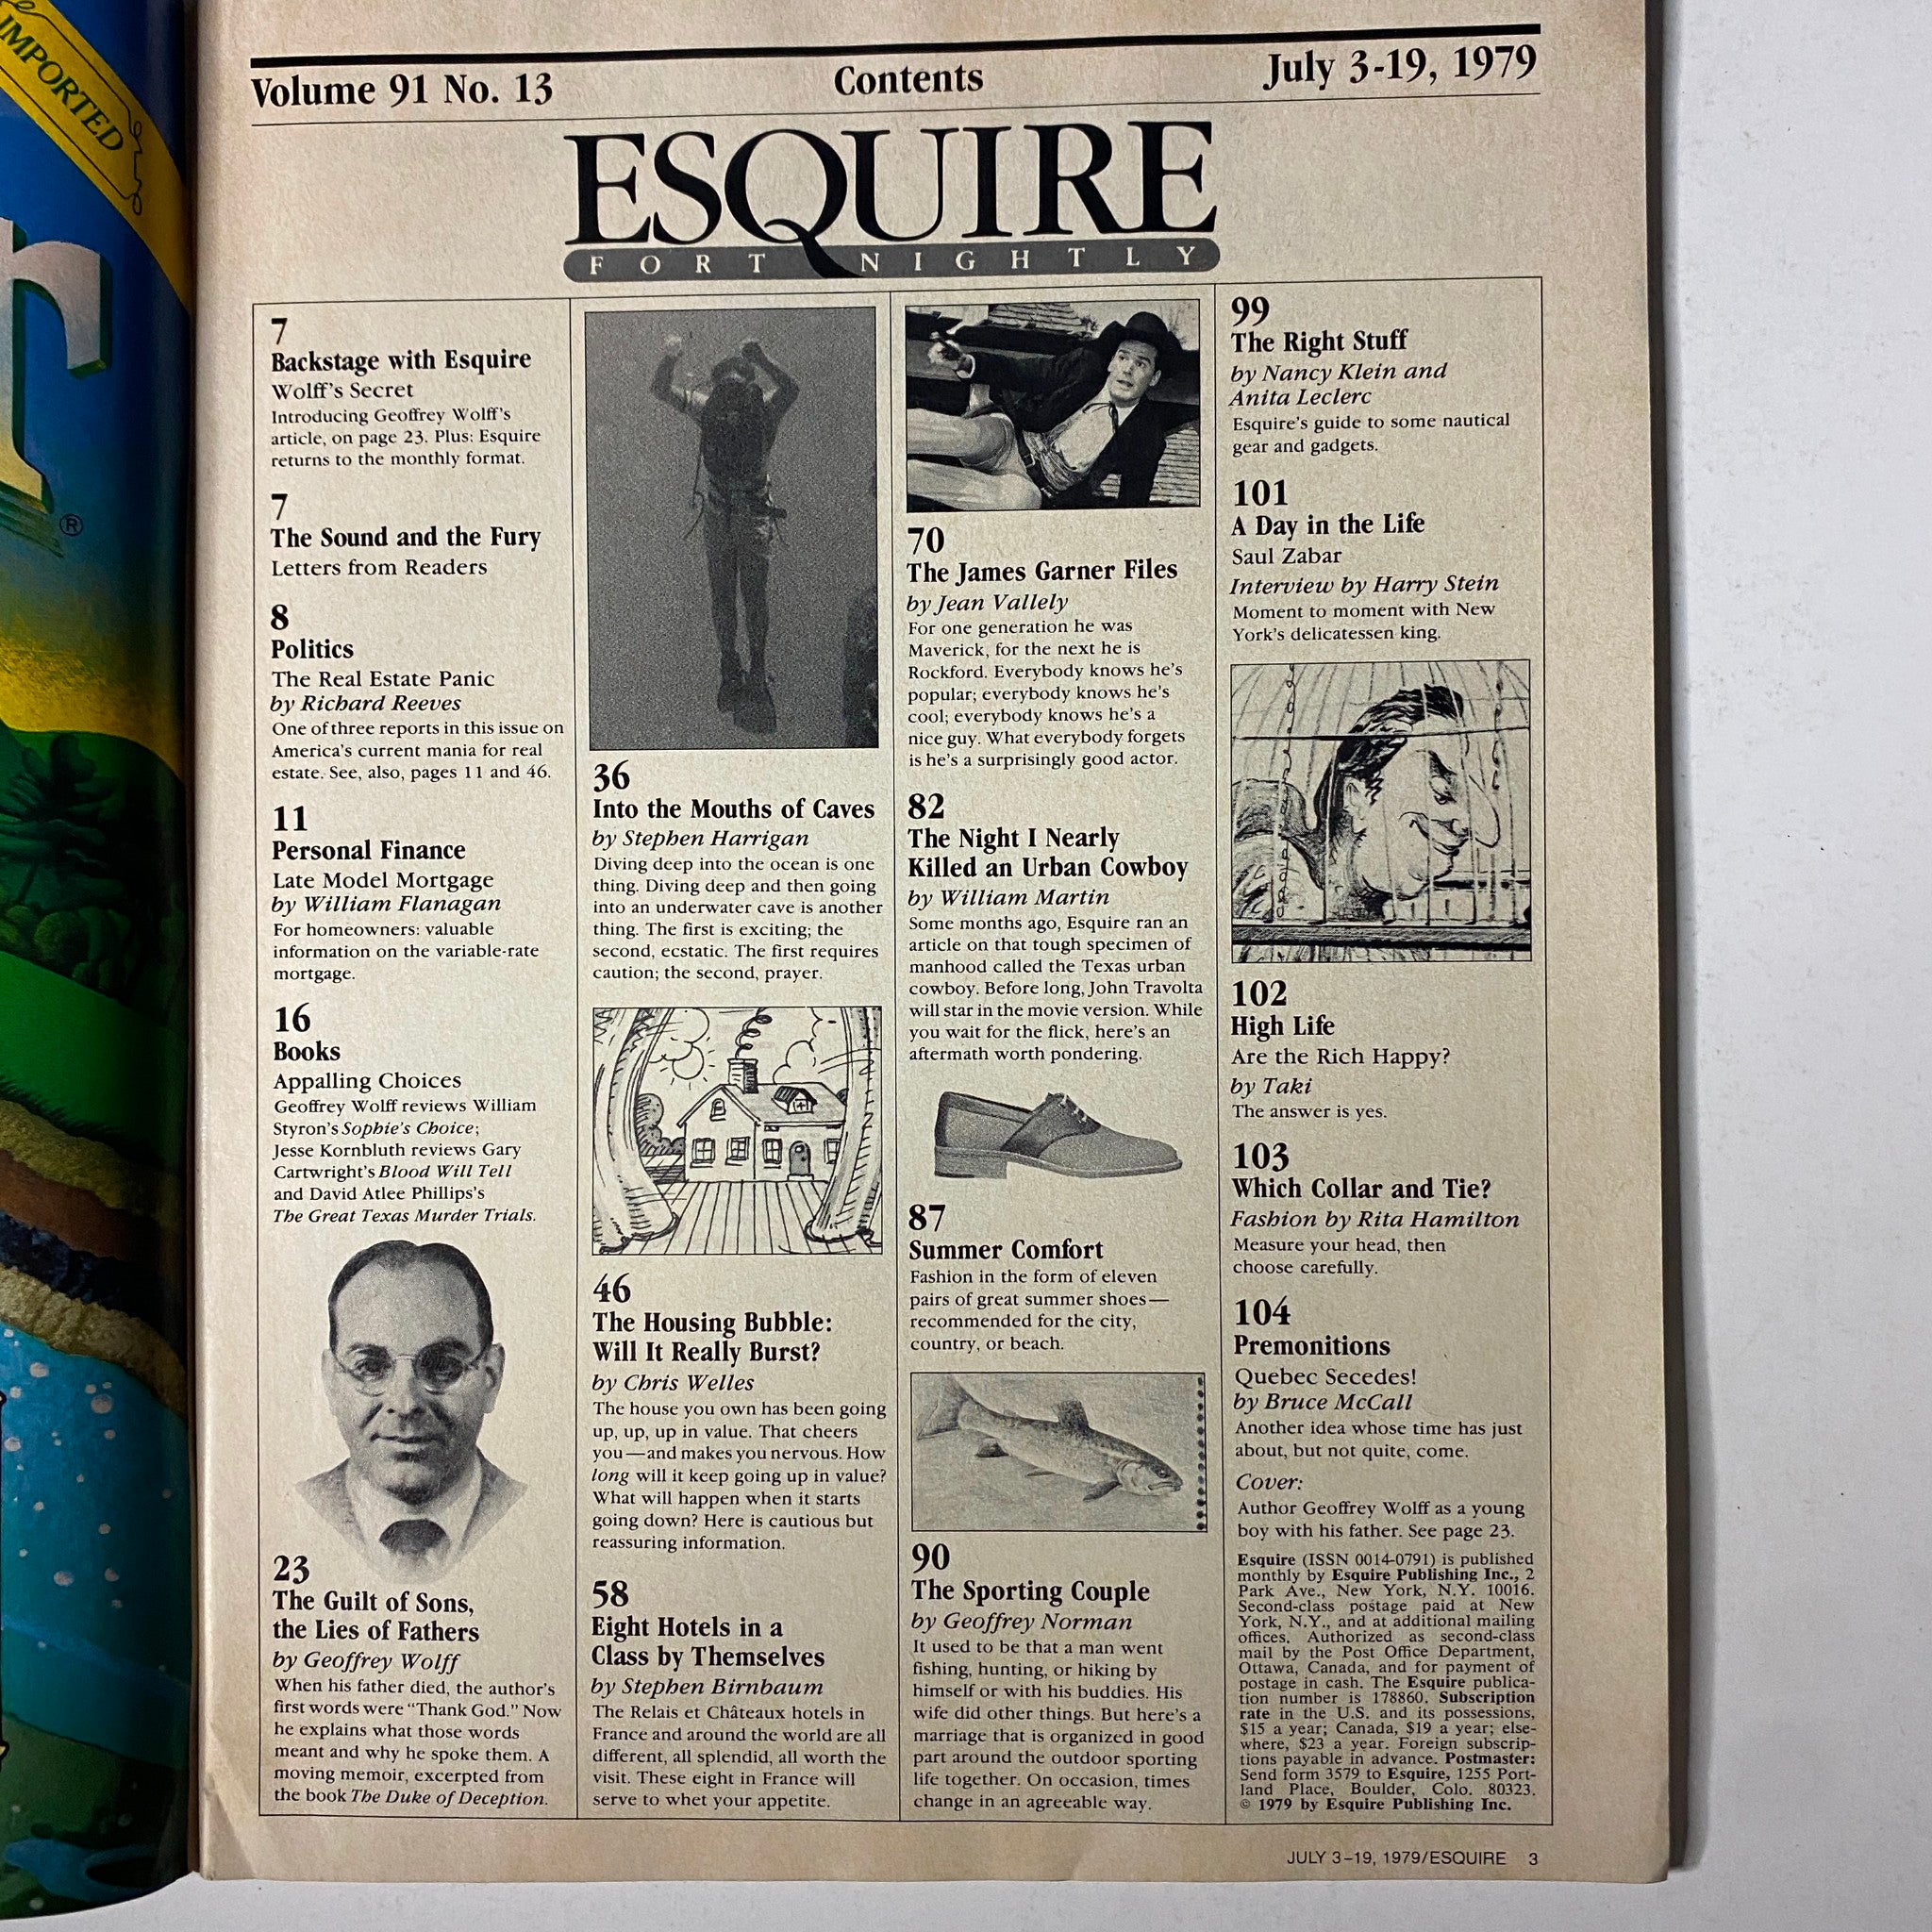 IMPORTED
®
Volume 91 No. 13
Contents
July 3-19, 1979
ESQUIRE
FORTNIGHTLY
7
Backstage with Esquire
Wolff's Secret
Introducing Geoffrey Wolff's
article, on page 23. Plus: Esquire
returns to the monthly format.
7
The Sound and the Fury
Letters from Readers
8
Politics
The Real Estate Panic
by Richard Reeves
One of three reports in this issue on
America's current mania for real
estate. See, also, pages 11 and 46.
11
Personal Finance
Late Model Mortgage
by William Flanagan
For homeowners: valuable
information on the variable-rate
mortgage.
16
Books
Appalling Choices
Geoffrey Wolff reviews William
Styron's Sophie's Choice;
Jesse Kornbluth reviews Gary
Cartwright's Blood Will Tell
and David Atlee Phillips's
The Great Texas Murder Trials.
23
The Guilt of Sons,
the Lies of Fathers
by Geoffrey Wolff
When his father died, the author's
first words were "Thank God." Now
he explains what those words
meant and why he spoke them. A
moving memoir, excerpted from
the book The Duke of Deception.
36
Into the Mouths of Caves
by Stephen Harrigan
Diving deep into the ocean is one
thing. Diving deep and then going
into an underwater cave is another
thing. The first is exciting; the
second, ecstatic. The first requires
caution; the second, prayer.
46
The Housing Bubble:
Will It Really Burst?
by Chris Welles
The house you own has been going
up, up, up in value. That cheers
you—and makes you nervous. How
long will it keep going up in value?
What will happen when it starts
going down? Here is cautious but
reassuring information.
58
Eight Hotels in a
Class by Themselves
by Stephen Birnbaum
The Relais et Châteaux hotels in
France and around the world are all
different, all splendid, all worth the
visit. These eight in France will
serve to whet your appetite.
70
The James Garner Files
by Jean Vallely
For one generation he was
Maverick, for the next he is
Rockford. Everybody knows he's
popular; everybody knows he's
cool; everybody knows he's a
nice guy. What everybody forgets
is he's a surprisingly good actor.
82
The Night I Nearly
Killed an Urban Cowboy
by William Martin
Some months ago, Esquire ran an
article on that tough specimen of
manhood called the Texas urban
cowboy. Before long, John Travolta
will star in the movie version. While
you wait for the flick, here's an
aftermath worth pondering.
87
Summer Comfort
Fashion in the form of eleven
pairs of great summer shoes—
recommended for the city,
country, or beach.
90
The Sporting Couple
by Geoffrey Norman
It used to be that a man went
fishing, hunting, or hiking by
himself or with his buddies. His
wife did other things. But here's a
marriage that is organized in good
part around the outdoor sporting
life together. On occasion, times
change in an agreeable way.
99
The Right Stuff
by Nancy Klein and
Anita Leclerc
Esquire's guide to some nautical
gear and gadgets.
101
A Day in the Life
Saul Zabar
Interview by Harry Stein
Moment to moment with New
York's delicatessen king.
102
High Life
Are the Rich Happy?
by Taki
The answer is yes.
103
Which Collar and Tie?
Fashion by Rita Hamilton
Measure your head, then
choose carefully.
104
Premonitions
Quebec Secedes!
by Bruce McCall
Another idea whose time has just
about, but not quite, come.
Cover:
Author Geoffrey Wolff as a young
boy with his father. See page 23.
Esquire (ISSN 0014-0791) is published
monthly by Esquire Publishing Inc., 2
Park Ave., New York, N.Y. 10016.
Second-class postage paid at New
York, N.Y., and at additional mailing
offices. Authorized as second-class
mail by the Post Office Department,
Ottawa, Canada, and for payment of
postage in cash. The Esquire publica-
tion number is 178860. Subscription
rate in the U.S. and its possessions,
$15 a year; Canada, $19 a year; else-
where, $23 a year. Foreign subscrip-
tions payable in advance. Postmaster:
Send form 3579 to Esquire, 1255 Port-
land Place, Boulder, Colo. 80323.
© 1979 by Esquire Publishing Inc.
JULY 3-19, 1979/ESQUIRE 3